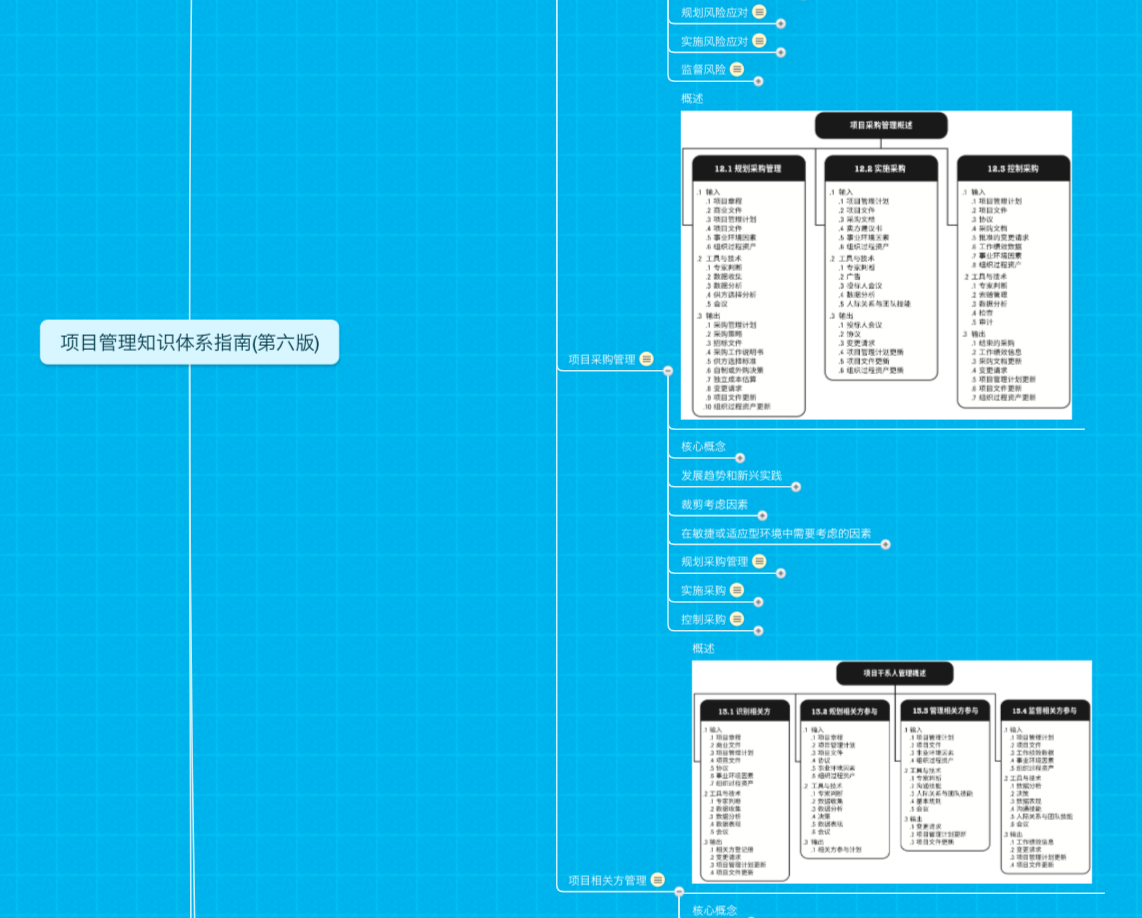 规划风险应对
实施风险应对
监督风险
概述
项目采购管理概述
12.1 规划采购管理
.1 输入
.1 项目章程
.2 商业文件
.3 项目管理计划
.4 项目文件
.5 事业环境因素
.6 组织过程资产
.2 工具与技术
.1 专家判断
.2 数据收集
.3 数据分析
.4 供方选择分析
.5 会议
.3 输出
.1 采购管理计划
.2 采购策略
.3 招标文件
.4 采购工作说明书
.5 供方选择标准
.6 自制或外购决策
.7 独立成本估算
.8 变更请求
.9 项目文件更新
.10 组织过程资产更新
12.2 实施采购
.1 输入
.1 项目管理计划
.2 项目文件
.3 采购文档
.4 卖方建议书
.5 事业环境因素
.6 组织过程资产
.2 工具与技术
.1 专家判断
.2 广告
.3 投标人会议
.4 数据分析
.5 人际关系与团队技能
.3 输出
.1 投标人会议
.2 协议
.3 变更请求
.4 项目管理计划更新
.5 项目文件更新
.6 组织过程资产更新
12.3 控制采购
.1 输入
.1 项目管理计划
.2 项目文件
.3 协议
.4 采购文档
.5 批准的变更请求
.6 工作绩效数据
.7 事业环境因素
.8 组织过程资产
.2 工具与技术
.1 专家判断
.2 索赔管理
.3 数据分析
.4 检查
.5 审计
.3 输出
.1 结束的采购
.2 工作绩效信息
.3 采购文档更新
.4 变更请求
.5 项目管理计划更新
.6 项目文件更新
.7 组织过程资产更新
项目管理知识体系指南(第六版)
项目采购管理
核心概念
发展趋势和新兴实践
裁剪考虑因素
在敏捷或适应型环境中需要考虑的因素
规划采购管理
实施采购
控制采购
概述
项目干系人管理概述
13.1 识别相关方
.1 输入
.1 项目章程
.2 商业文件
.3 项目管理计划
.4 项目文件
.5 协议
.6 事业环境因素
.7 组织过程资产
.2 工具与技术
.1 专家判断
.2 数据收集
.3 数据分析
.4 数据表现
.5 会议
.3 输出
.1 相关方登记册
.2 变更请求
.3 项目管理计划更新
.4 项目文件更新
13.2 规划相关方参与
.1 输入
.1 项目章程
.2 项目管理计划
.3 项目文件
.4 协议
.5 事业环境因素
.6 组织过程资产
.2 工具与技术
.1 专家判断
.2 数据收集
.3 数据分析
.4 决策
.5 数据表现
.6 会议
.3 输出
.1 相关方参与计划
13.3 管理相关方参与
.1 输入
.1 项目管理计划
.2 项目文件
.3 事业环境因素
.4 组织过程资产
.2 工具与技术
.1 专家判断
.2 沟通技能
.3 人际关系与团队技能
.4 基本规则
.5 会议
.3 输出
.1 变更请求
.2 项目管理计划更新
.3 项目文件更新
13.4 监督相关方参与
.1 输入
.1 项目管理计划
.2 项目文件
.3 工作绩效数据
.4 事业环境因素
.5 组织过程资产
.2 工具与技术
.1 数据分析
.2 决策
.3 数据表现
.4 沟通技能
.5 人际关系与团队技能
.6 会议
.3 输出
.1 工作绩效信息
.2 变更请求
.3 项目管理计划更新
.4 项目文件更新
项目相关方管理
核心概念